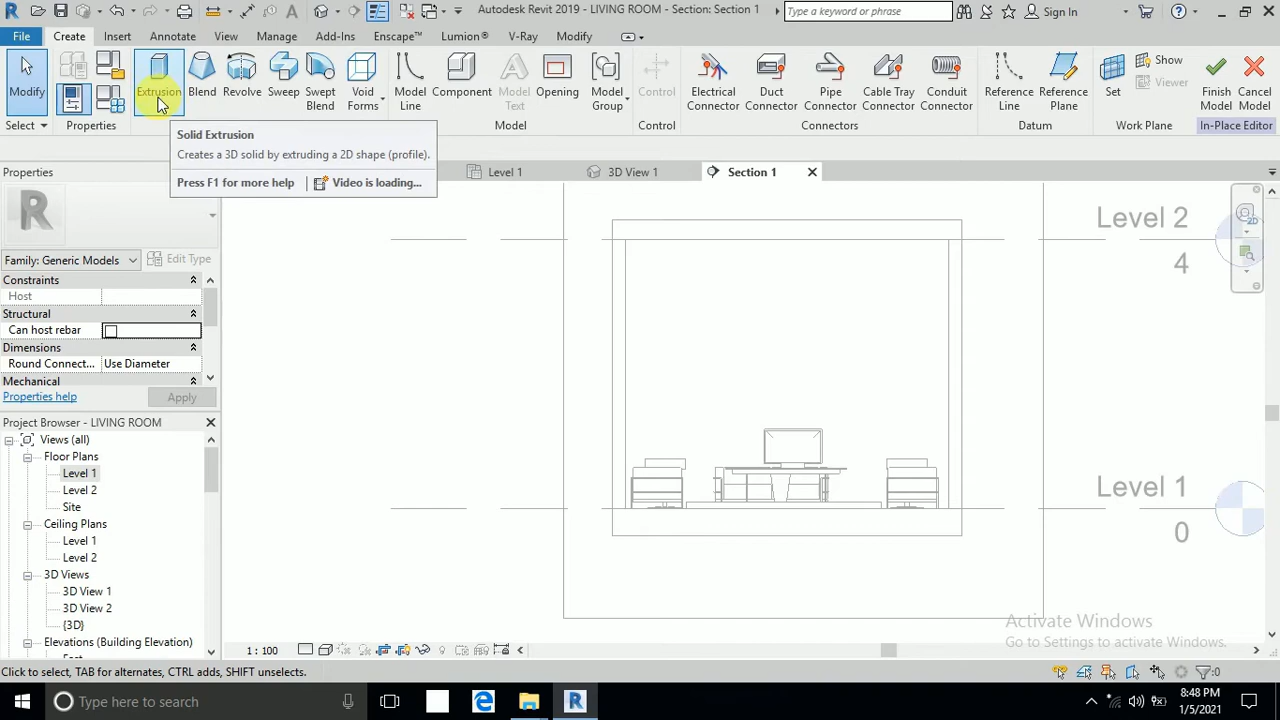 Autodesk Revit 2019 - LIVING ROOM - Section: Section 1
Type a keyword or phrase
Sign In
File Create Insert Annotate View Manage Add-Ins Enscape™ Lumion® V-Ray Modify
Modify
Extrusion
Blend
Revolve
Sweep
Swept
Blend
Void
Forms
Model
Line
Component
Model
Text
Opening
Model
Group
Control
Electrical
Connector
Duct
Connector
Pipe
Connector
Cable Tray
Connector
Conduit
Connector
Reference
Line
Reference
Plane
Set
Show
Viewer
Finish
Model
Cancel
Model
Select
Properties
Model
Control
Connectors
Datum
Work Plane
In-Place Editor
Solid Extrusion
Creates a 3D solid by extruding a 2D shape (profile).
Press F1 for more help
Video is loading...
Level 1
3D View 1
Section 1
Properties
R
Family: Generic Models
Edit Type
Constraints
Host
Structural
Can host rebar
Dimensions
Round Connect... Use Diameter
Mechanical
Properties help
Apply
Project Browser - LIVING ROOM
Views (all)
Floor Plans
Level 1
Level 2
Site
Ceiling Plans
Level 1
Level 2
3D Views
3D View 1
3D View 2
{3D}
Elevations (Building Elevation)
Level 2
4
Level 1
0
2D
Activate Windows
Go to Settings to activate Windows.
1 : 100
Click to select, TAB for alternates, CTRL adds, SHIFT unselects.
:0
Type here to search
8:48 PM
1/5/2021